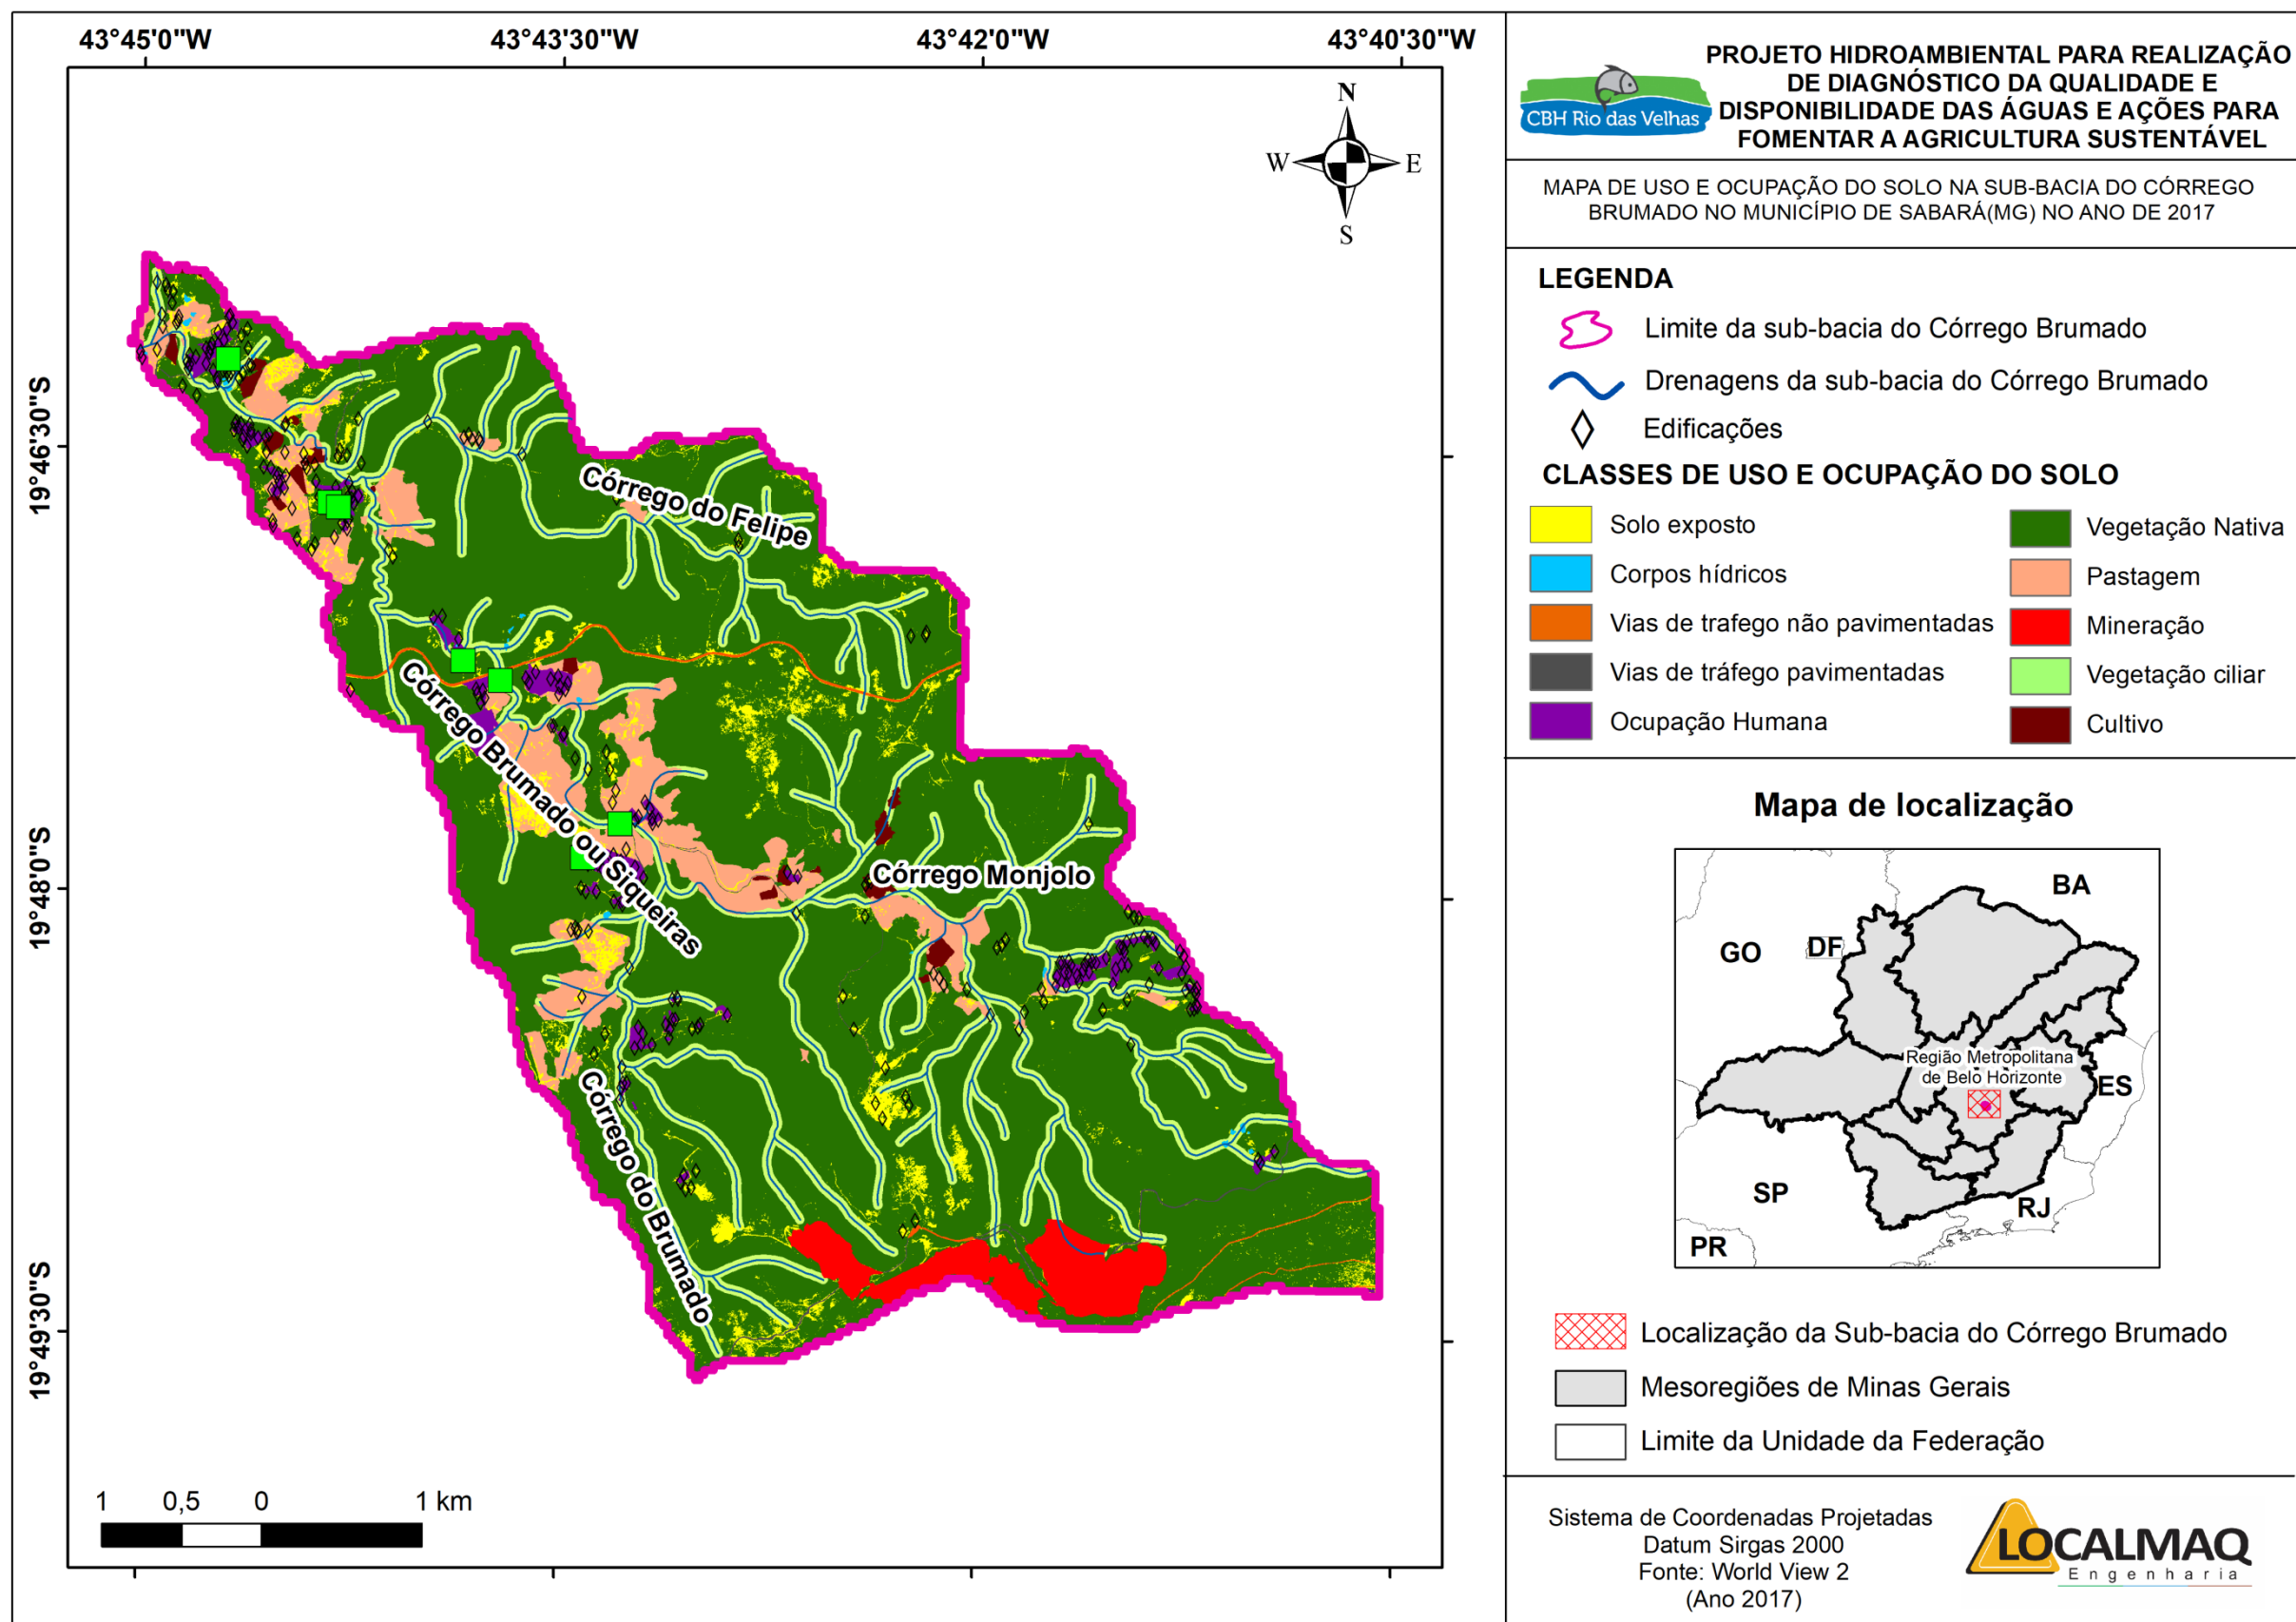 43°45'0"W
43°43'30"W
43°42'0"W
43°40'30"W
19°46'30"S
19°48'0"S
19°49'30"S
N
W
E
S
Córrego do Felipe
Córrego Brumado ou Siqueiras
Córrego Monjolo
Córrego do Brumado
1 0,5 0 1 km
CBH Rio das Velhas
PROJETO HIDROAMBIENTAL PARA REALIZAÇÃO
DE DIAGNÓSTICO DA QUALIDADE E
DISPONIBILIDADE DAS ÁGUAS E AÇÕES PARA
FOMENTAR A AGRICULTURA SUSTENTÁVEL
MAPA DE USO E OCUPAÇÃO DO SOLO NA SUB-BACIA DO CÓRREGO
BRUMADO NO MUNICÍPIO DE SABARÁ(MG) NO ANO DE 2017
LEGENDA
Limite da sub-bacia do Córrego Brumado
Drenagens da sub-bacia do Córrego Brumado
Edificações
CLASSES DE USO E OCUPAÇÃO DO SOLO
Solo exposto
Corpos hídricos
Vias de trafego não pavimentadas
Vias de tráfego pavimentadas
Ocupação Humana
Vegetação Nativa
Pastagem
Mineração
Vegetação ciliar
Cultivo
Mapa de localização
BA
GO
DF
Região Metropolitana
de Belo Horizonte
ES
SP
RJ
PR
Localização da Sub-bacia do Córrego Brumado
Mesoregiões de Minas Gerais
Limite da Unidade da Federação
Sistema de Coordenadas Projetadas
Datum Sirgas 2000
Fonte: World View 2
(Ano 2017)
LOCALMAQ
Engenharia